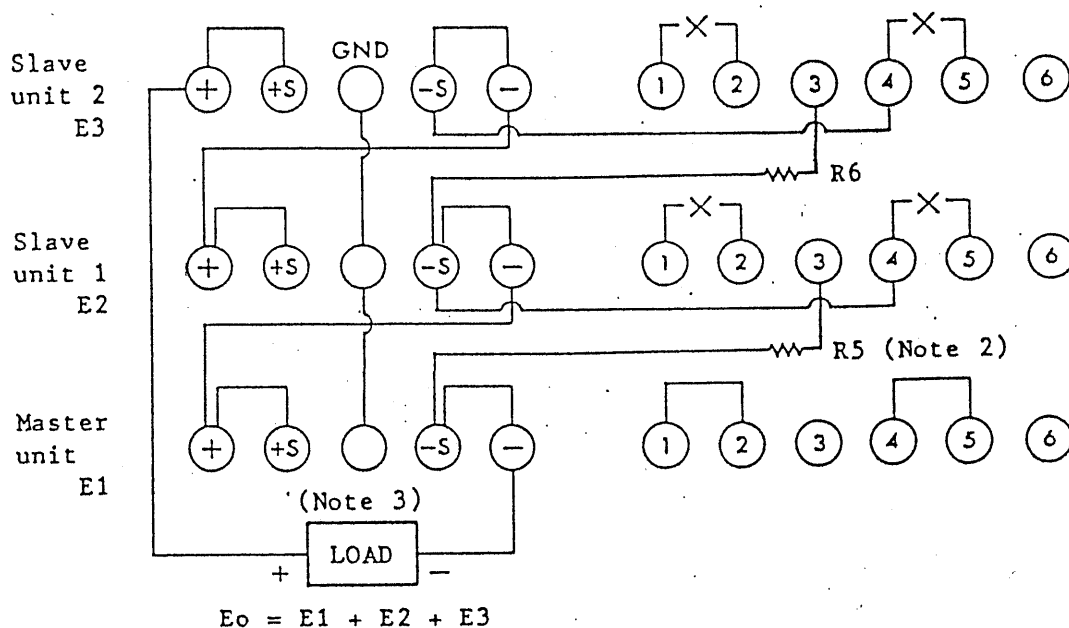 GND
Slave unit 2 E3
+ +S -S - 1 2 3 4 5 6
R6
Slave unit 1 E2
+ +S -S - 1 2 3 4 5 6
R5 (Note 2)
Master unit E1
+ +S -S - 1 2 3 4 5 6
(Note 3)
LOAD
+ -
Eo = E1 + E2 + E3